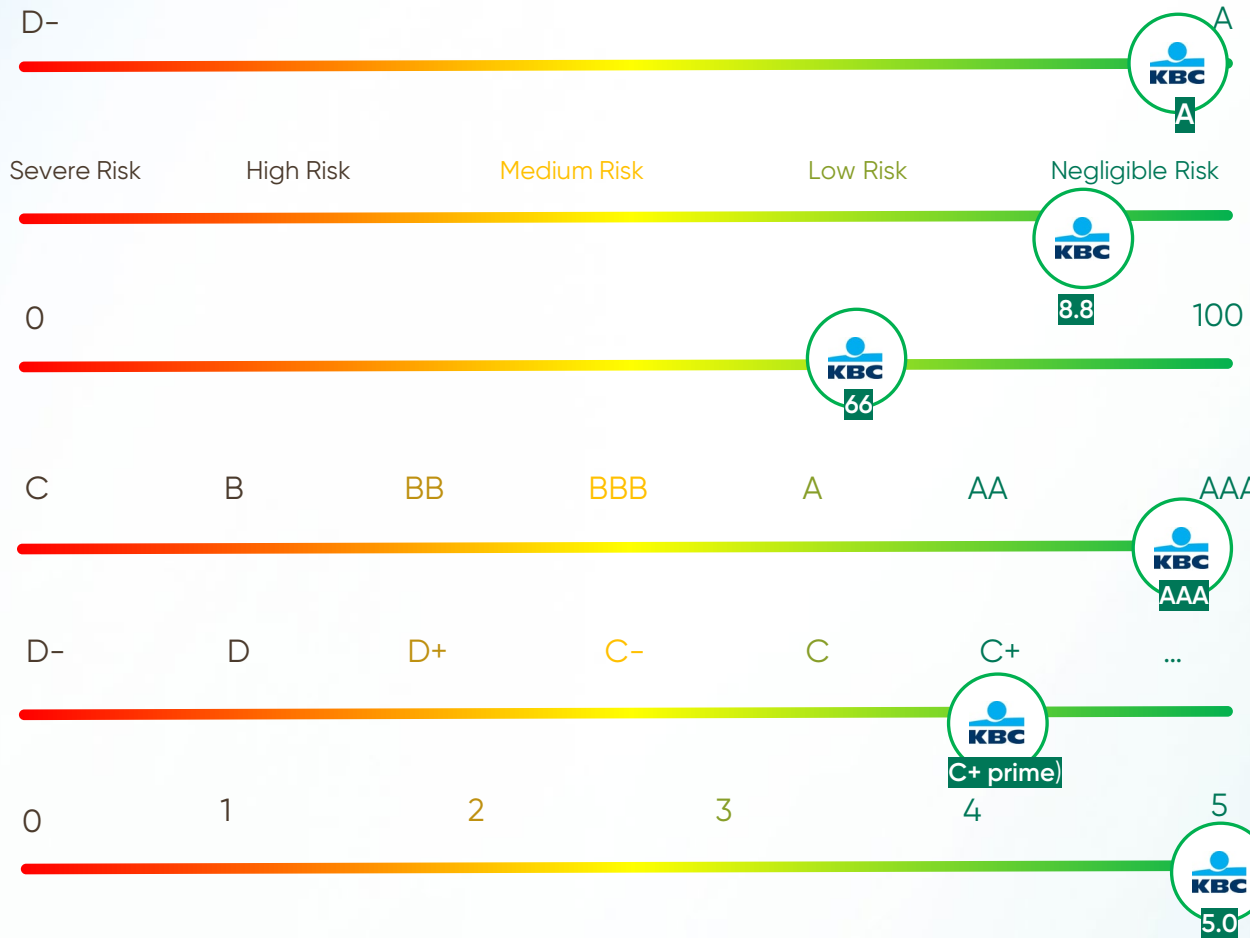 D- A
KBC
A
Severe Risk High Risk Medium Risk Low Risk Negligible Risk
KBC
8.8
0 100
KBC
66
C B BB BBB A AA AAA
KBC
AAA
D- D D+ C- C C+ ...
KBC
C+ prime)
0 1 2 3 4 5
KBC
5.0